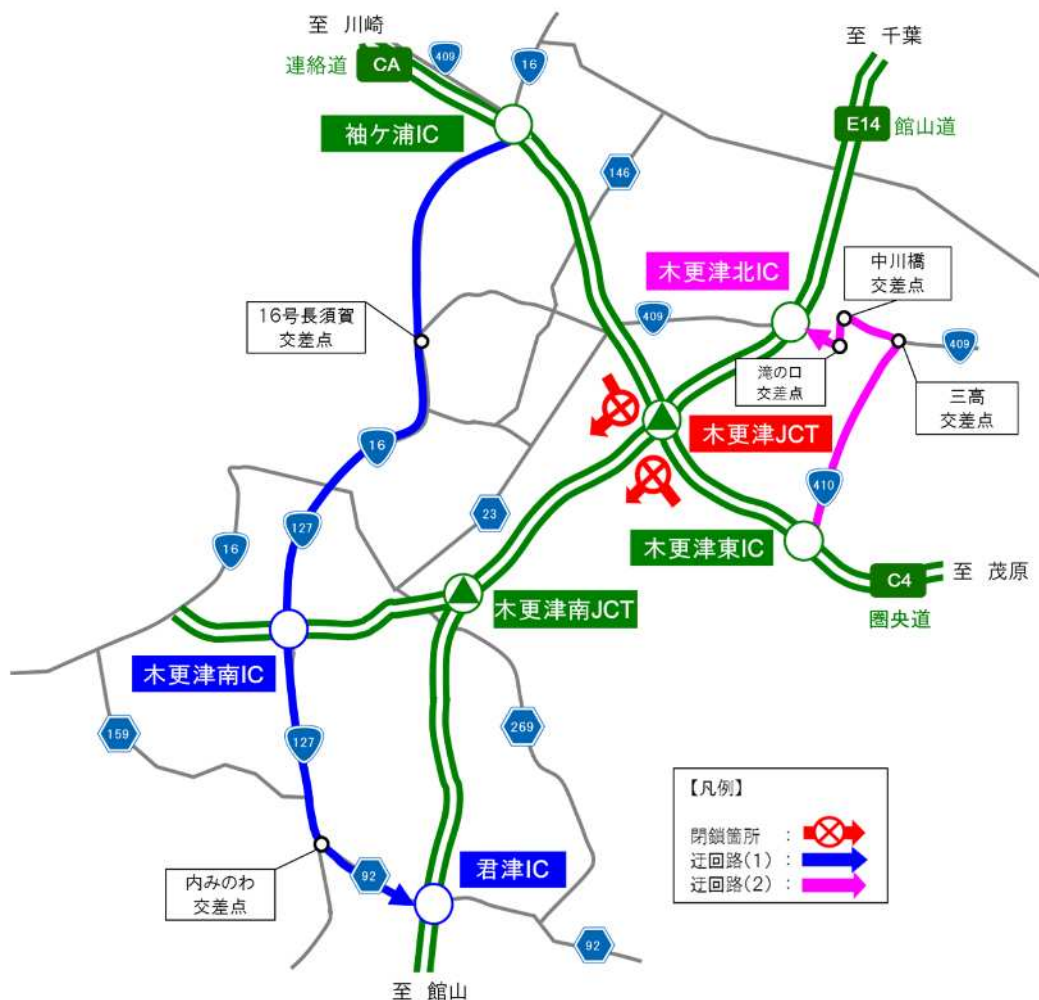 至 川崎
連絡道
CA
409
16
袖ケ浦IC
至 千葉
E14
館山道
146
木更津北IC
中川橋
交差点
16号長須賀
交差点
409
滝の口
交差点
409
三高
交差点
木更津JCT
16
410
23
127
木更津東IC
16
C4
至 茂原
圏央道
木更津南JCT
木更津南IC
159
127
269
内みのわ
交差点
92
君津IC
92
至 館山
【凡例】
閉鎖箇所 :
迂回路(1) :
迂回路(2) :